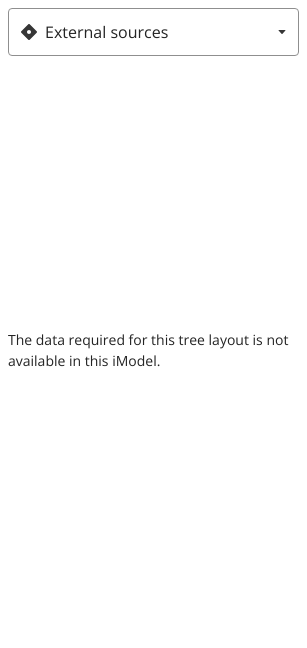 External sources
The data required for this tree layout is not
available in this iModel.